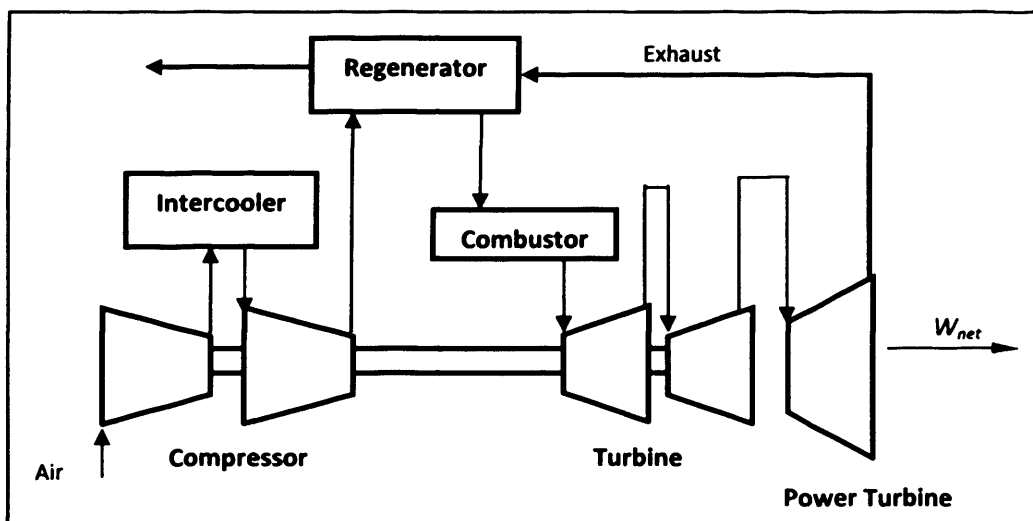 Exhaust
Regenerator
Intercooler
Combustor
W_net
Compressor
Turbine
Air
Power Turbine